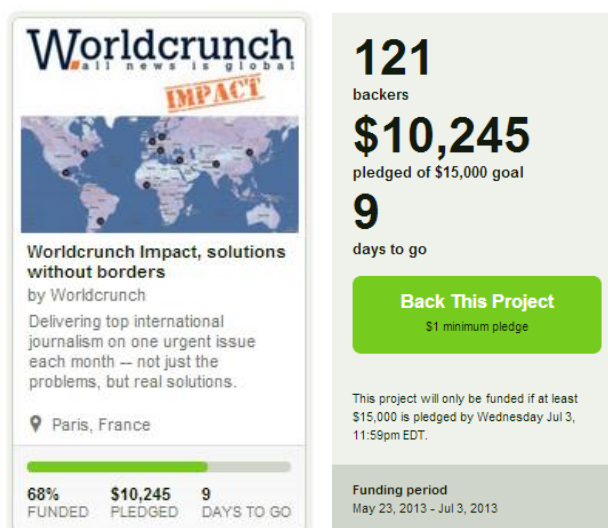 Worldcrunch
all news is global
IMPACT
Worldcrunch Impact, solutions
without borders
by Worldcrunch
Delivering top international
journalism on one urgent issue
each month -- not just the
problems, but real solutions.
Paris, France
68%
FUNDED
$10,245
PLEDGED
9
DAYS TO GO
121
backers
$10,245
pledged of $15,000 goal
9
days to go
Back This Project
$1 minimum pledge
This project will only be funded if at least
$15,000 is pledged by Wednesday Jul 3,
11:59pm EDT.
Funding period
May 23, 2013 - Jul 3, 2013